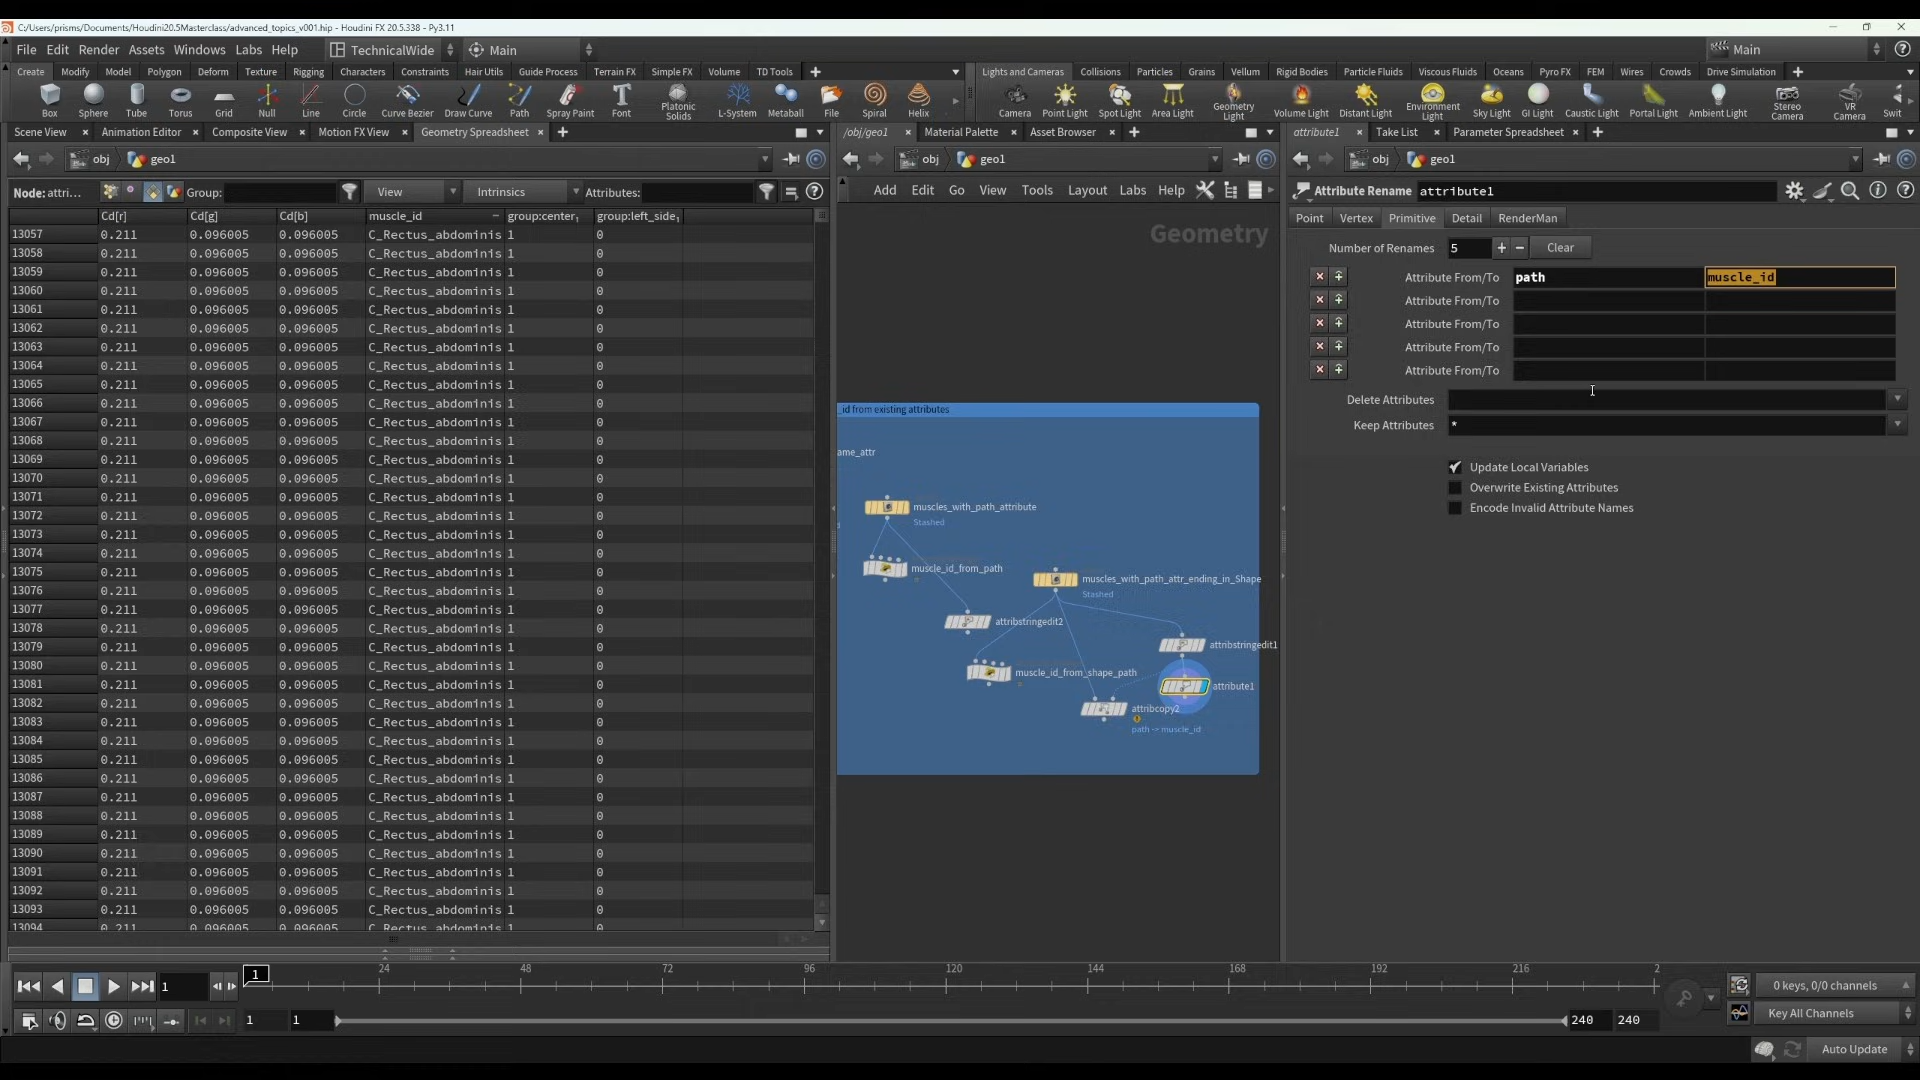 C:/Users/prisms/Documents/Houdini20.5Masterclass/advanced_topics_v001.hip - Houdini FX 20.5.338 - Py3.11
File Edit Render Assets Windows Labs Help TechnicalWide Main Main
Create Modify Model Polygon Deform Texture Rigging Characters Constraints Hair Utils Guide Process Terrain FX Simple FX Volume TD Tools
Lights and Cameras Collisions Particles Grains Vellum Rigid Bodies Particle Fluids Viscous Fluids Oceans Pyro FX FEM Wires Crowds Drive Simulation
Box Sphere Tube Torus Grid Null Line Circle Curve Bezier Draw Curve Path Spray Paint Font Platonic Solids L-System Metaball File Spiral Helix
Camera Point Light Spot Light Area Light Geometry Light Volume Light Distant Light Environment Light Sky Light GI Light Caustic Light Portal Light Ambient Light Stereo Camera VR Camera Swit
Scene View Animation Editor Composite View Motion FX View Geometry Spreadsheet
obj geo1
Node: attri... Group: View Intrinsics Attributes:
Cd[r] Cd[g] Cd[b] muscle_id group:center group:left_side
13057 0.211 0.096005 0.096005 C_Rectus_abdominis 1 0
13058 0.211 0.096005 0.096005 C_Rectus_abdominis 1 0
13059 0.211 0.096005 0.096005 C_Rectus_abdominis 1 0
13060 0.211 0.096005 0.096005 C_Rectus_abdominis 1 0
13061 0.211 0.096005 0.096005 C_Rectus_abdominis 1 0
13062 0.211 0.096005 0.096005 C_Rectus_abdominis 1 0
13063 0.211 0.096005 0.096005 C_Rectus_abdominis 1 0
13064 0.211 0.096005 0.096005 C_Rectus_abdominis 1 0
13065 0.211 0.096005 0.096005 C_Rectus_abdominis 1 0
13066 0.211 0.096005 0.096005 C_Rectus_abdominis 1 0
13067 0.211 0.096005 0.096005 C_Rectus_abdominis 1 0
13068 0.211 0.096005 0.096005 C_Rectus_abdominis 1 0
13069 0.211 0.096005 0.096005 C_Rectus_abdominis 1 0
13070 0.211 0.096005 0.096005 C_Rectus_abdominis 1 0
13071 0.211 0.096005 0.096005 C_Rectus_abdominis 1 0
13072 0.211 0.096005 0.096005 C_Rectus_abdominis 1 0
13073 0.211 0.096005 0.096005 C_Rectus_abdominis 1 0
13074 0.211 0.096005 0.096005 C_Rectus_abdominis 1 0
13075 0.211 0.096005 0.096005 C_Rectus_abdominis 1 0
13076 0.211 0.096005 0.096005 C_Rectus_abdominis 1 0
13077 0.211 0.096005 0.096005 C_Rectus_abdominis 1 0
13078 0.211 0.096005 0.096005 C_Rectus_abdominis 1 0
13079 0.211 0.096005 0.096005 C_Rectus_abdominis 1 0
13080 0.211 0.096005 0.096005 C_Rectus_abdominis 1 0
13081 0.211 0.096005 0.096005 C_Rectus_abdominis 1 0
13082 0.211 0.096005 0.096005 C_Rectus_abdominis 1 0
13083 0.211 0.096005 0.096005 C_Rectus_abdominis 1 0
13084 0.211 0.096005 0.096005 C_Rectus_abdominis 1 0
13085 0.211 0.096005 0.096005 C_Rectus_abdominis 1 0
13086 0.211 0.096005 0.096005 C_Rectus_abdominis 1 0
13087 0.211 0.096005 0.096005 C_Rectus_abdominis 1 0
13088 0.211 0.096005 0.096005 C_Rectus_abdominis 1 0
13089 0.211 0.096005 0.096005 C_Rectus_abdominis 1 0
13090 0.211 0.096005 0.096005 C_Rectus_abdominis 1 0
13091 0.211 0.096005 0.096005 C_Rectus_abdominis 1 0
13092 0.211 0.096005 0.096005 C_Rectus_abdominis 1 0
13093 0.211 0.096005 0.096005 C_Rectus_abdominis 1 0
13094 0.211 0.096005 0.096005 C_Rectus_abdominis 1 0
/obj/geo1 Material Palette Asset Browser
obj geo1
Add Edit Go View Tools Layout Labs Help
Geometry
_id from existing attributes
ame_attr
muscles_with_path_attribute
Stashed
muscle_id_from_path
muscles_with_path_attr_ending_in_Shape
Stashed
attribstringedit2
attribstringedit1
muscle_id_from_shape_path
attribute1
attribcopy2
path -> muscle_id
attribute1 Take List Parameter Spreadsheet
obj geo1
Attribute Rename attribute1
Point Vertex Primitive Detail RenderMan
Number of Renames 5 + − Clear
Attribute From/To path muscle_id
Attribute From/To
Attribute From/To
Attribute From/To
Attribute From/To
Delete Attributes
Keep Attributes *
Update Local Variables
Overwrite Existing Attributes
Encode Invalid Attribute Names
1 1 24 48 72 96 120 144 168 192 216 2
0 keys, 0/0 channels
1 1 240 240
Key All Channels
Auto Update